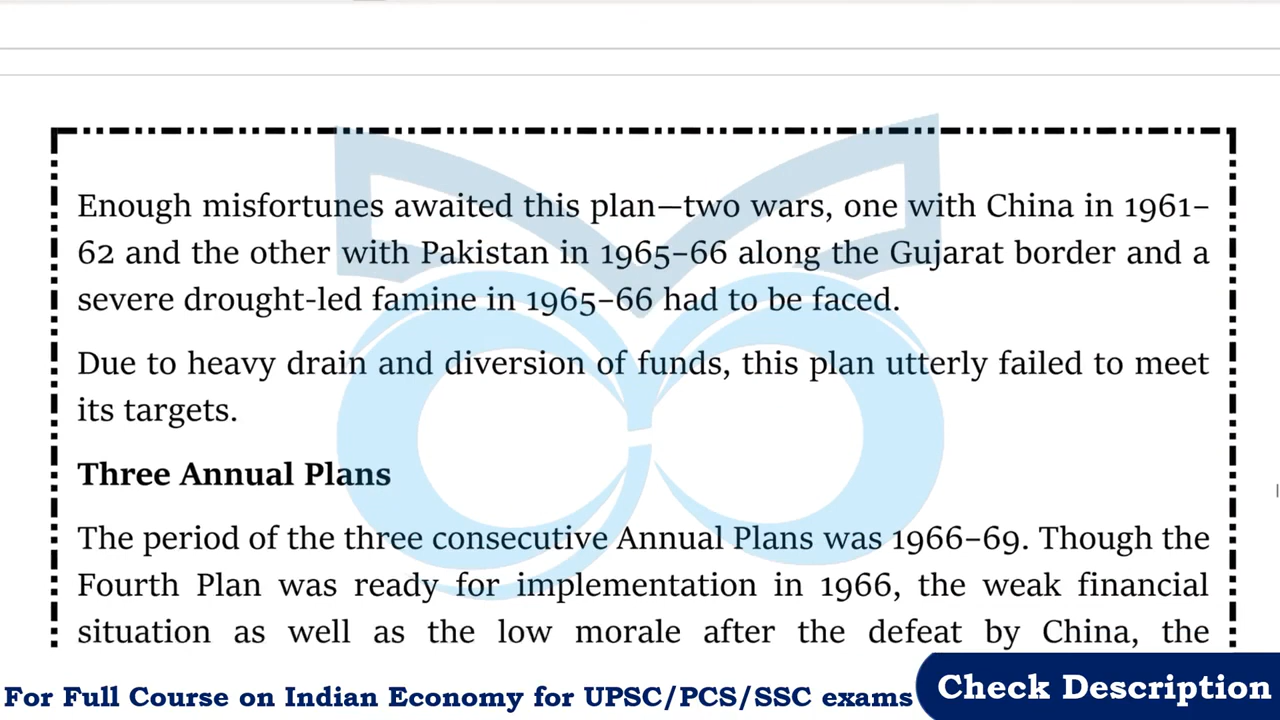 Enough misfortunes awaited this plan—two wars, one with China in 1961–
62 and the other with Pakistan in 1965–66 along the Gujarat border and a
severe drought-led famine in 1965–66 had to be faced.
Due to heavy drain and diversion of funds, this plan utterly failed to meet
its targets.
Three Annual Plans
The period of the three consecutive Annual Plans was 1966–69. Though the
Fourth Plan was ready for implementation in 1966, the weak financial
situation as well as the low morale after the defeat by China, the
For Full Course on Indian Economy for UPSC/PCS/SSC exams
Check Description